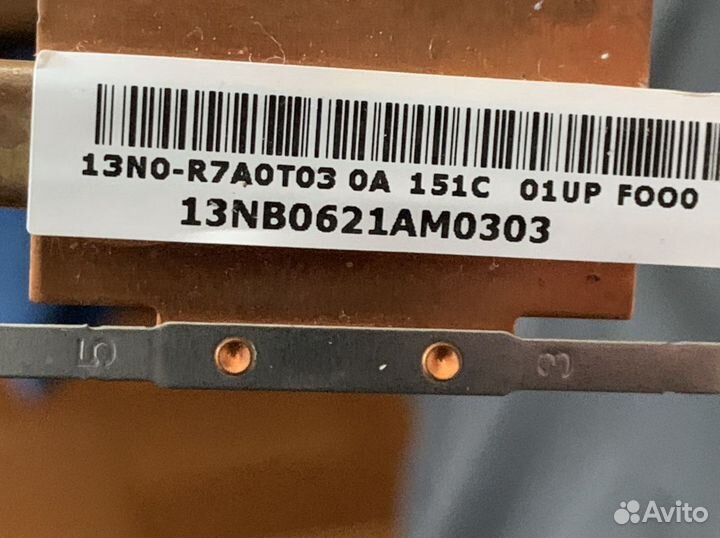 13N0-R7A0T03 0A 151C 01UP F000
13NB0621AM0303
5 3
Avito